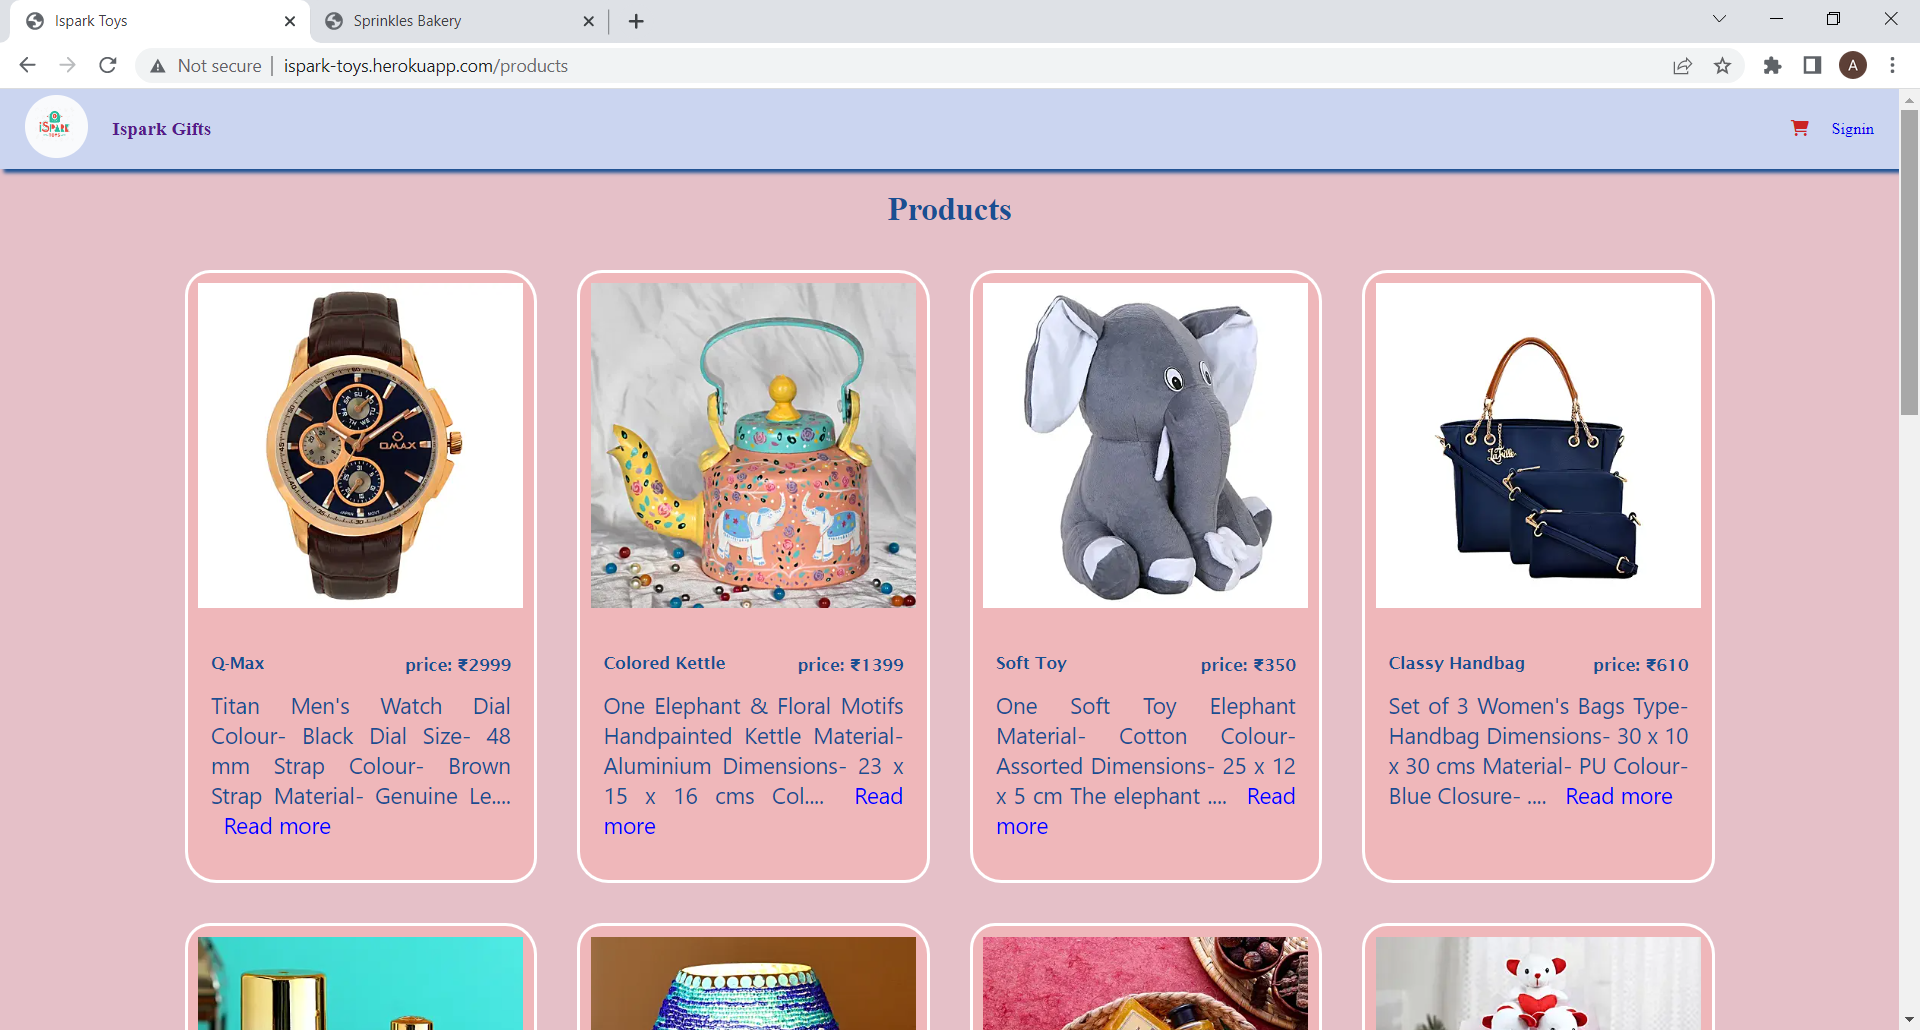 Ispark Toys
Sprinkles Bakery
Not secure | ispark-toys.herokuapp.com/products
A
iSPARK
TOYS
Ispark Gifts
Signin
Products
QMAX
LaFille
Q-Max
price: ₹2999
Titan Men's Watch Dial
Colour- Black Dial Size- 48
mm Strap Colour- Brown
Strap Material- Genuine Le....
Read more
Colored Kettle
price: ₹1399
One Elephant & Floral Motifs
Handpainted Kettle Material-
Aluminium Dimensions- 23 x
15 x 16 cms Col.... Read
more
Soft Toy
price: ₹350
One Soft Toy Elephant
Material- Cotton Colour-
Assorted Dimensions- 25 x 12
x 5 cm The elephant .... Read
more
Classy Handbag
price: ₹610
Set of 3 Women's Bags Type-
Handbag Dimensions- 30 x 10
x 30 cms Material- PU Colour-
Blue Closure- .... Read more